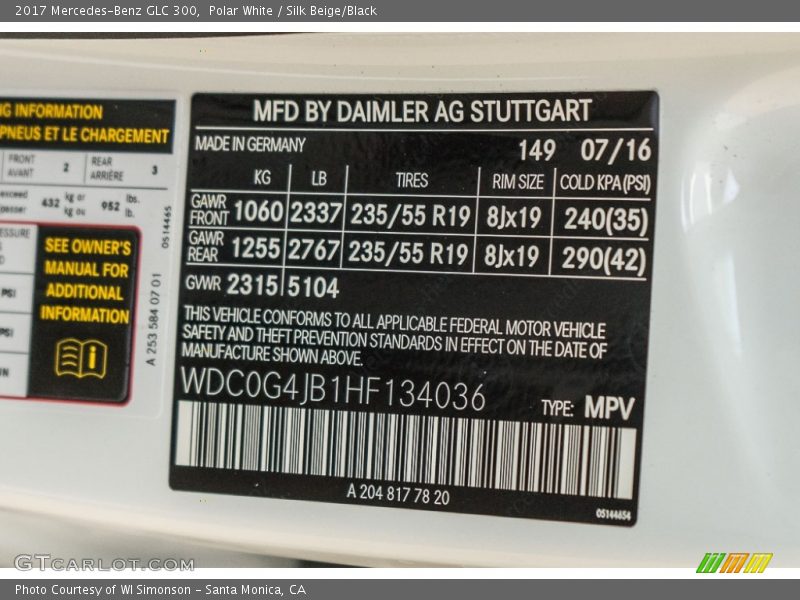 2017 Mercedes-Benz GLC 300,  Polar White / Silk Beige/Black
NG INFORMATION
PNEUS ET LE CHARGEMENT
FRONT
AVANT
2
REAR
ARRIÈRE
3
exceed
432
kg or
kg ou
952
lbs.
lb.
PSI
PSI
SEE OWNER'S
MANUAL FOR
ADDITIONAL
INFORMATION
0514465
A 253 584 07 01
MFD BY DAIMLER AG STUTTGART
MADE IN GERMANY 149 07/16
KG LB TIRES RIM SIZE COLD KPA(PSI)
GAWR FRONT 1060 2337 235/55 R19 8Jx19 240(35)
GAWR REAR 1255 2767 235/55 R19 8Jx19 290(42)
GWR 2315 5104
THIS VEHICLE CONFORMS TO ALL APPLICABLE FEDERAL MOTOR VEHICLE
SAFETY AND THEFT PREVENTION STANDARDS IN EFFECT ON THE DATE OF
MANUFACTURE SHOWN ABOVE.
WDC0G4JB1HF134036
TYPE: MPV
A 204 817 78 20
05144654
GTCARLOT.COM
Photo Courtesy of WI Simonson - Santa Monica, CA